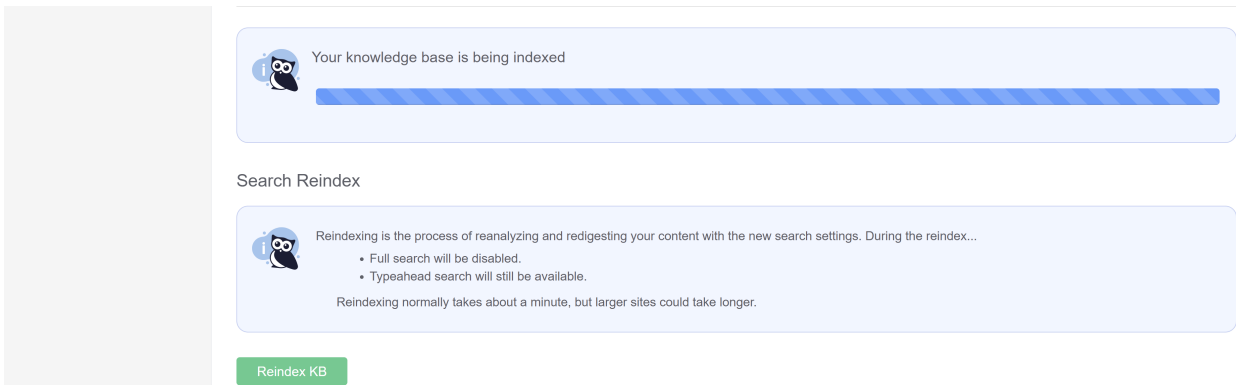 Your knowledge base is being indexed
Search Reindex
Reindexing is the process of reanalyzing and redigesting your content with the new search settings. During the reindex...
• Full search will be disabled.
• Typeahead search will still be available.
Reindexing normally takes about a minute, but larger sites could take longer.
Reindex KB